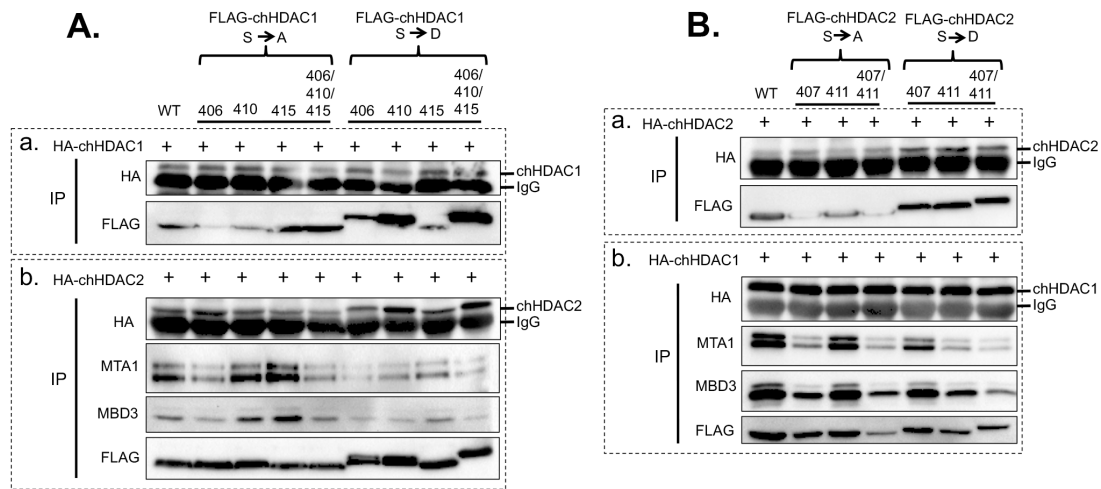 A.
FLAG-chHDAC1
S → A
FLAG-chHDAC1
S → D
WT 406 410 415 406/410/415 406 410 415 406/410/415
a.
HA-chHDAC1 + + + + + + + + +
IP
HA
chHDAC1
IgG
FLAG
b.
HA-chHDAC2 + + + + + + + + +
IP
HA
chHDAC2
IgG
MTA1
MBD3
FLAG
B.
FLAG-chHDAC2
S → A
FLAG-chHDAC2
S → D
WT 407 411 407/411 407 411 407/411
a.
HA-chHDAC2 + + + + + + +
IP
HA
chHDAC2
IgG
FLAG
b.
HA-chHDAC1 + + + + + + +
IP
HA
chHDAC1
IgG
MTA1
MBD3
FLAG